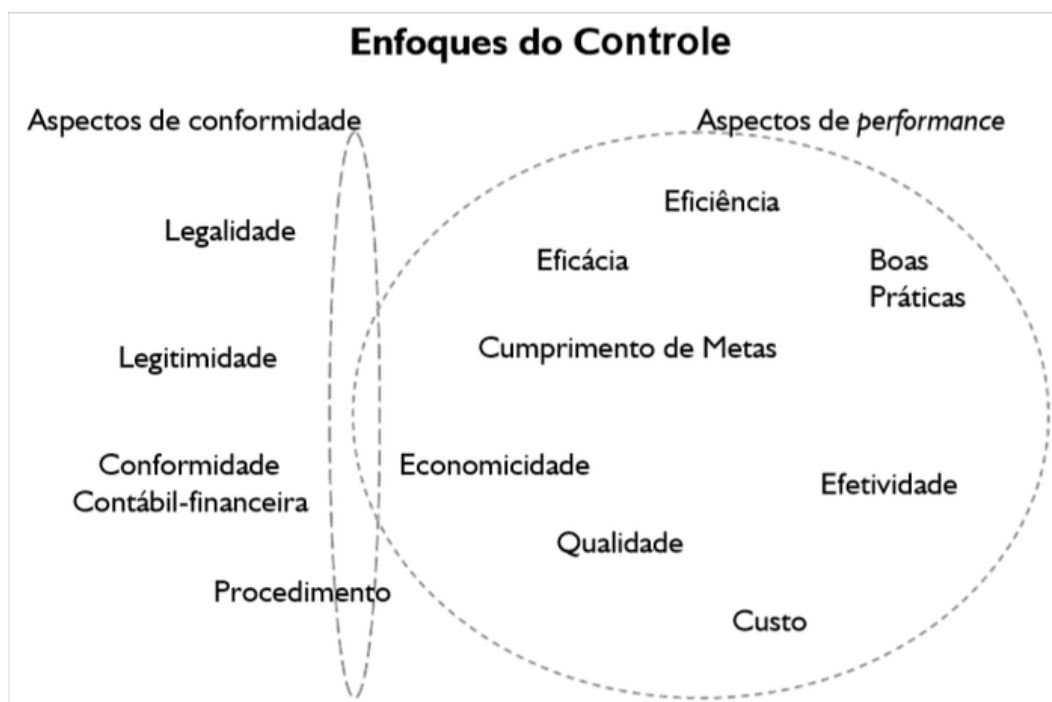 Enfoques do Controle
Aspectos de conformidade
Aspectos de performance
Legalidade
Legitimidade
Conformidade
Contábil-financeira
Procedimento
Eficiência
Eficácia
Boas
Práticas
Cumprimento de Metas
Economicidade
Efetividade
Qualidade
Custo